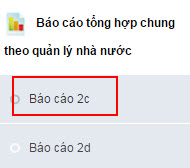 Báo cáo tổng hợp chung
theo quản lý nhà nước
Báo cáo 2c
Báo cáo 2d